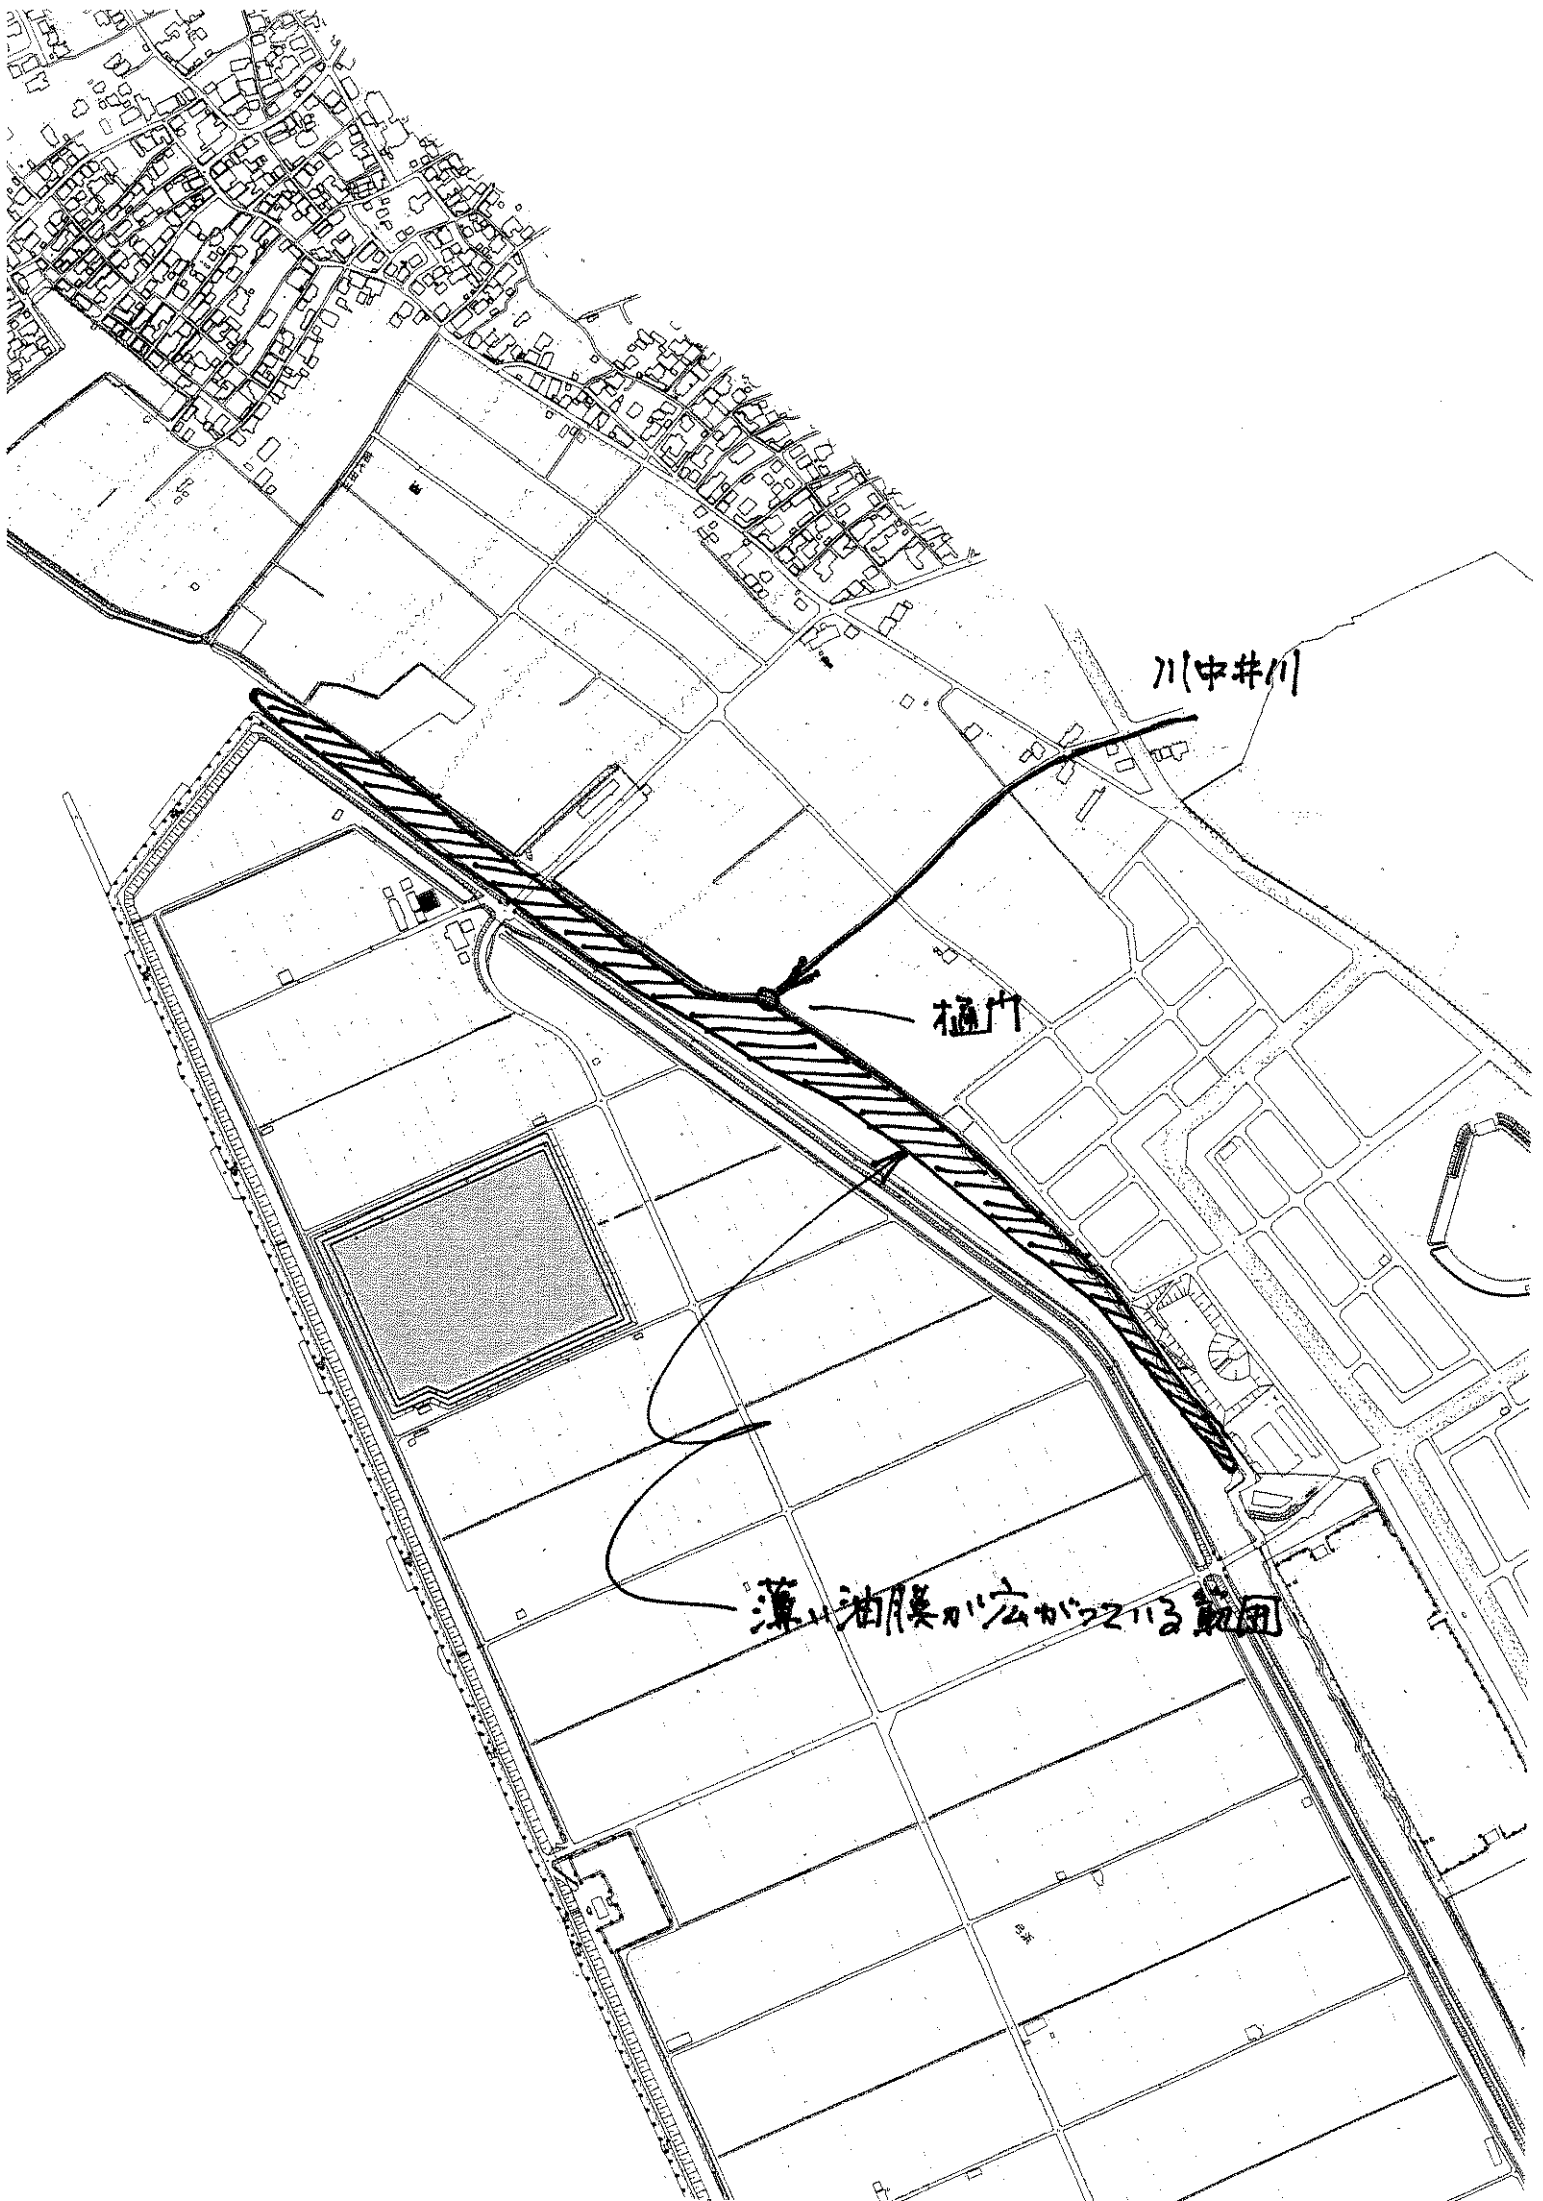 川中井川
樋門
薄い油膜が広がっている範囲